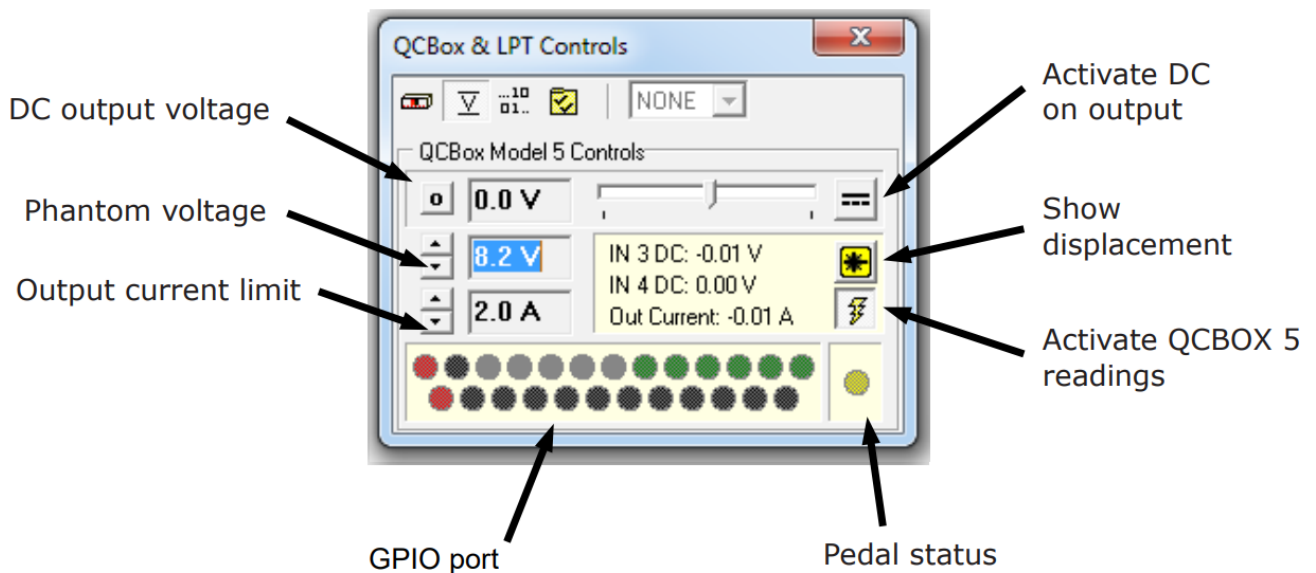 QCBox & LPT Controls
...10
01..
NONE
QCBox Model 5 Controls
0.0 V
8.2 V
IN 3 DC: -0.01 V
IN 4 DC: 0.00 V
2.0 A
Out Current: -0.01 A
DC output voltage
Phantom voltage
Output current limit
Activate DC
on output
Show
displacement
Activate QCBOX 5
readings
GPIO port
Pedal status